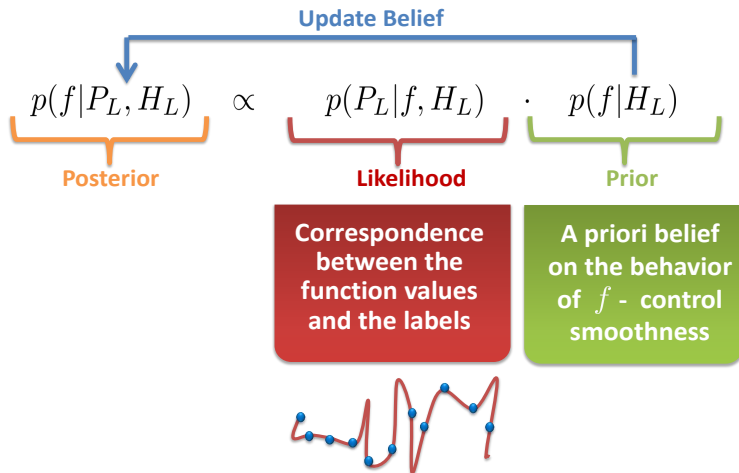 Update Belief
p(f|P_L, H_L) ∝ p(P_L|f, H_L) · p(f|H_L)
Posterior Likelihood Prior
Correspondence
between the
function values
and the labels
A priori belief
on the behavior
of f - control
smoothness